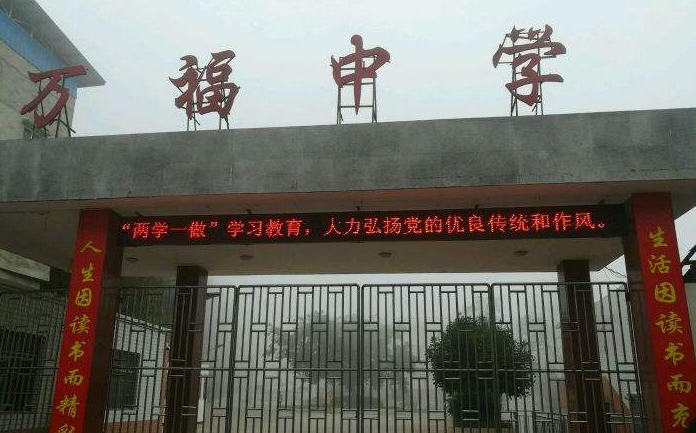 万福中学
“两学一做”学习教育，大力弘扬党的优良传统和作风。
人生因读书而精彩
生活因读书而充